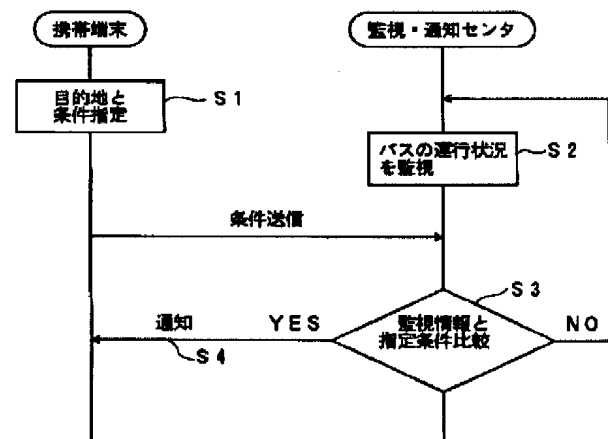 携帯端末
監視・通知センタ
目的地と
条件指定
S1
バスの運行状況
を監視
S2
条件送信
S3
監視情報と
指定条件比較
YES
NO
通知
S4